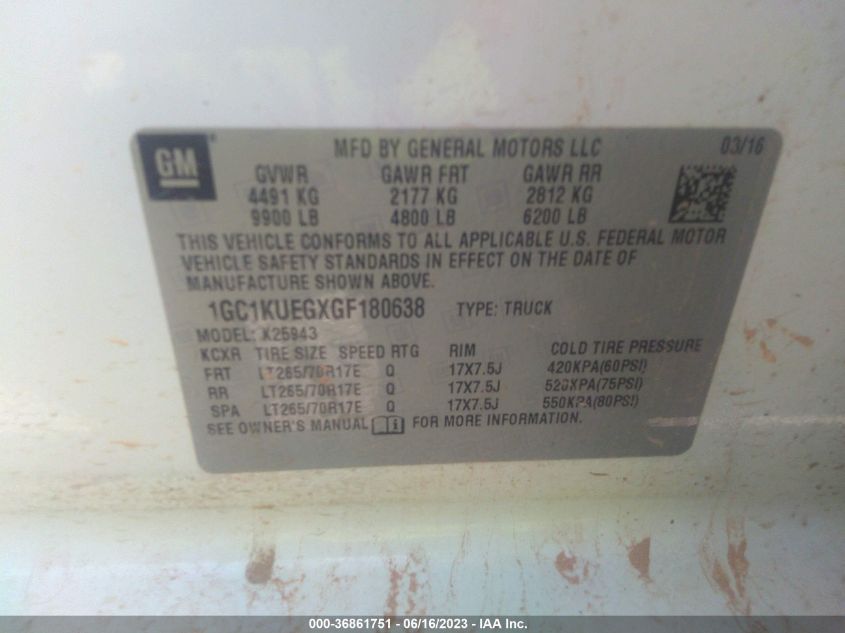 GM
MFD BY GENERAL MOTORS LLC 03/16
GVWR GAWR FRT GAWR RR
4491 KG 2177 KG 2812 KG
9900 LB 4800 LB 6200 LB
THIS VEHICLE CONFORMS TO ALL APPLICABLE U.S. FEDERAL MOTOR
VEHICLE SAFETY STANDARDS IN EFFECT ON THE DATE OF
MANUFACTURE SHOWN ABOVE.
1GC1KUEGXGF180638 TYPE: TRUCK
MODEL: K25943
KCXR TIRE SIZE SPEED RTG RIM COLD TIRE PRESSURE
FRT LT265/70R17E Q 17X7.5J 420KPA(60PSI)
RR LT265/70R17E Q 17X7.5J 520KPA(75PSI)
SPA LT265/70R17E Q 17X7.5J 550KPA(80PSI)
SEE OWNER'S MANUAL FOR MORE INFORMATION.
000-36861751 - 06/16/2023 - IAA Inc.